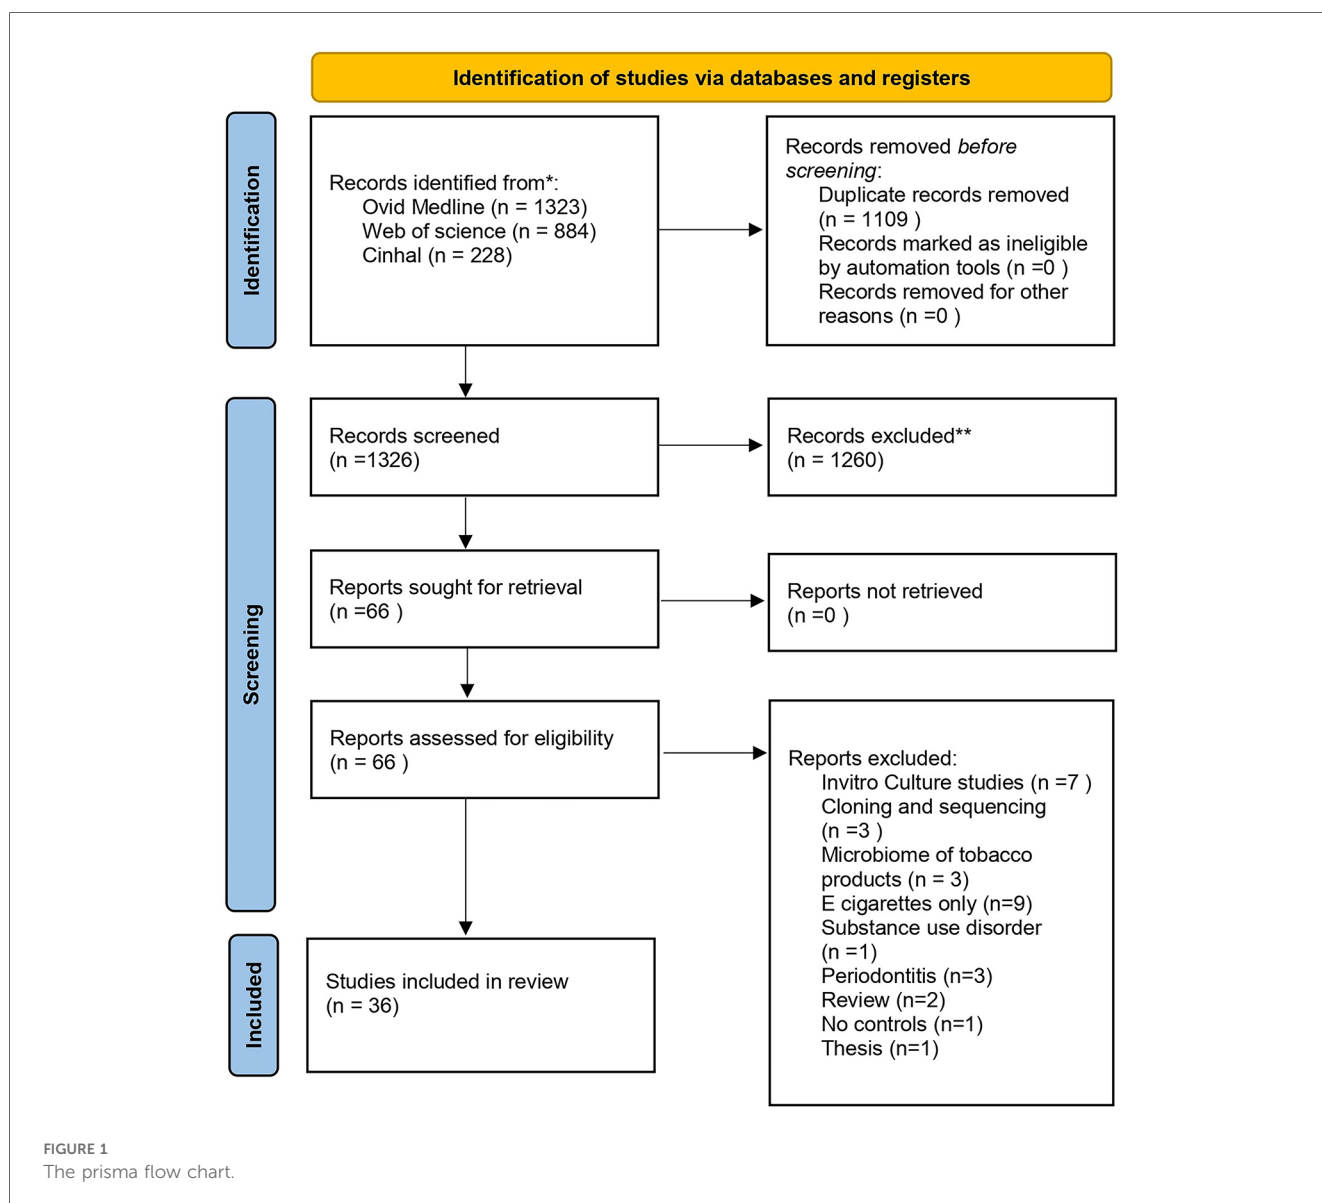 Identification of studies via databases and registers
Identification
Records identified from*:
Ovid Medline (n = 1323)
Web of science (n = 884)
Cinhal (n = 228)
Records removed before
screening:
Duplicate records removed
(n = 1109 )
Records marked as ineligible
by automation tools (n =0 )
Records removed for other
reasons (n =0 )
Screening
Records screened
(n =1326)
Records excluded**
(n = 1260)
Reports sought for retrieval
(n =66 )
Reports not retrieved
(n =0 )
Reports assessed for eligibility
(n = 66 )
Reports excluded:
Invitro Culture studies (n =7 )
Cloning and sequencing
(n =3 )
Microbiome of tobacco
products (n = 3)
E cigarettes only (n=9)
Substance use disorder
(n =1)
Periodontitis (n=3)
Review (n=2)
No controls (n=1)
Thesis (n=1)
Included
Studies included in review
(n = 36)
FIGURE 1
The prisma flow chart.